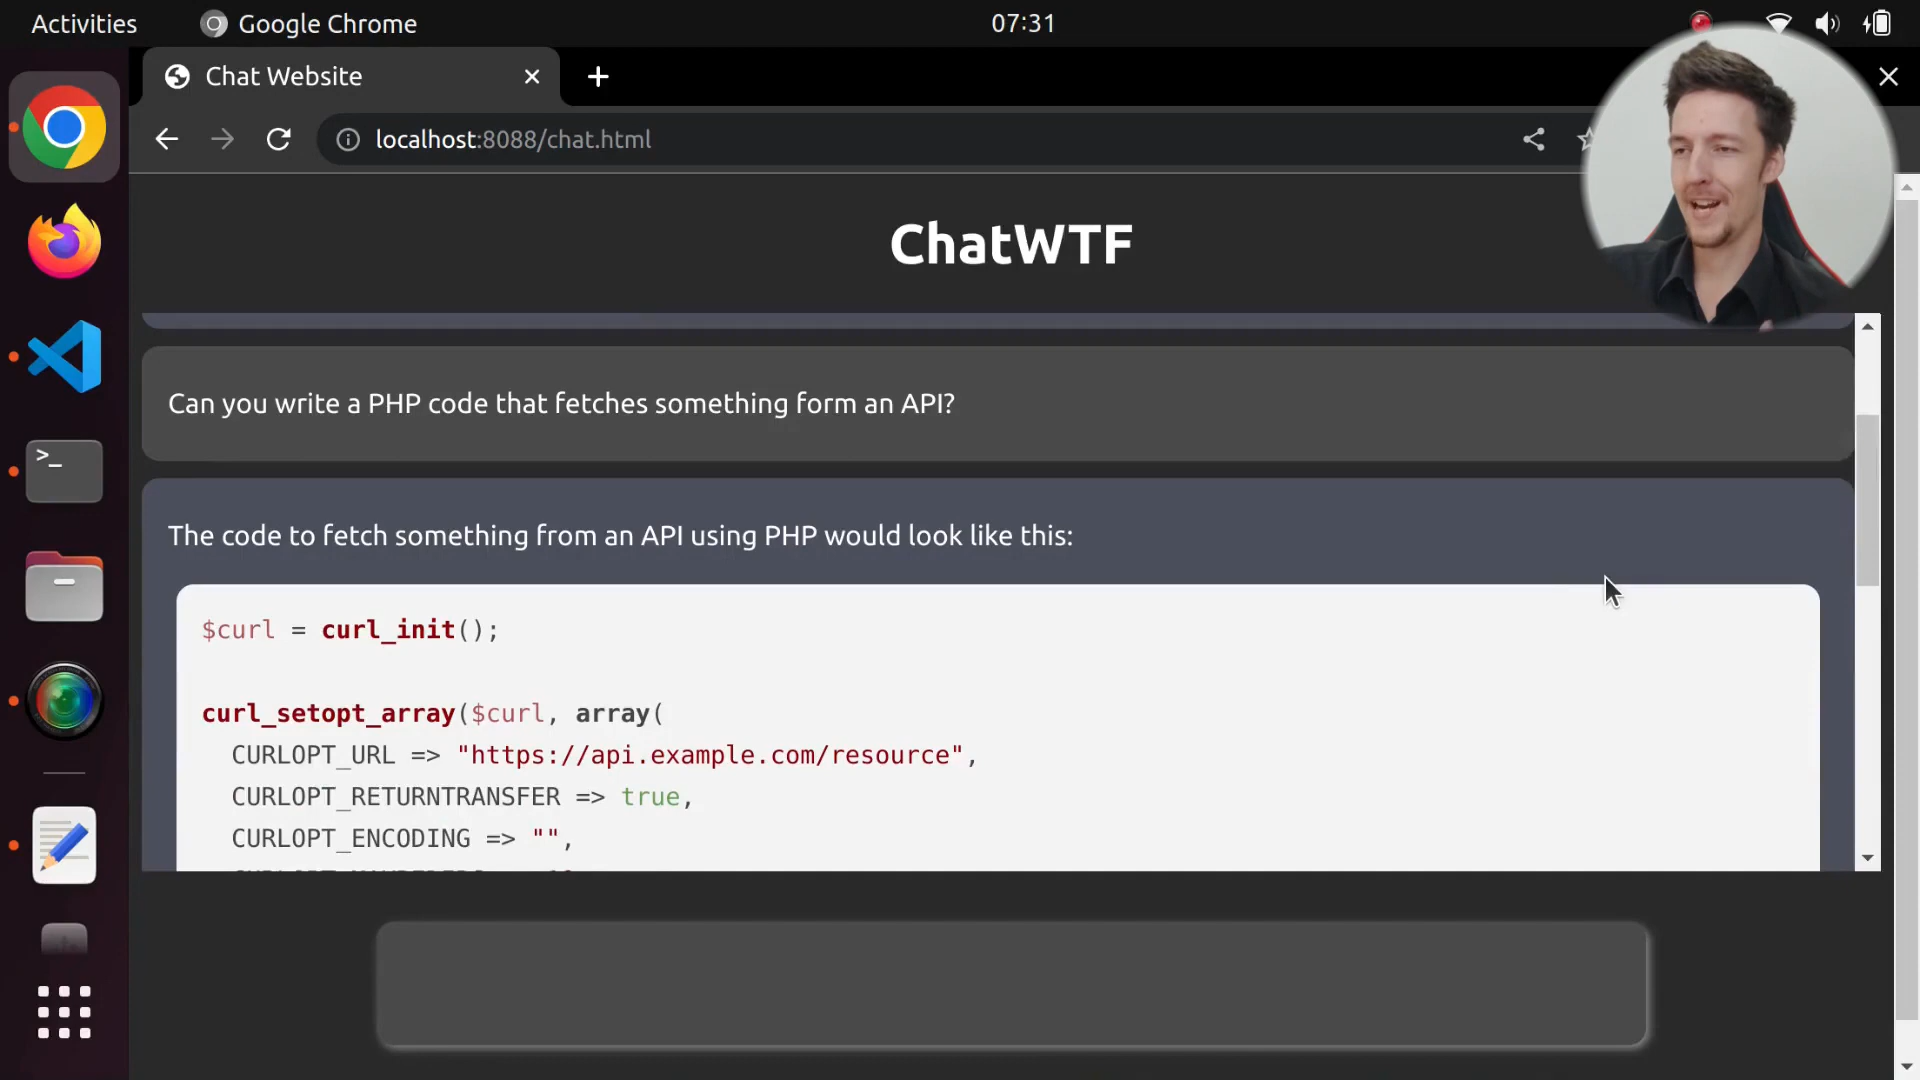 Activities
Google Chrome
07:31
Chat Website
localhost:8088/chat.html
ChatWTF
Can you write a PHP code that fetches something form an API?
The code to fetch something from an API using PHP would look like this:
$curl = curl_init();
curl_setopt_array($curl, array(
CURLOPT_URL => "https://api.example.com/resource",
CURLOPT_RETURNTRANSFER => true,
CURLOPT_ENCODING => "",